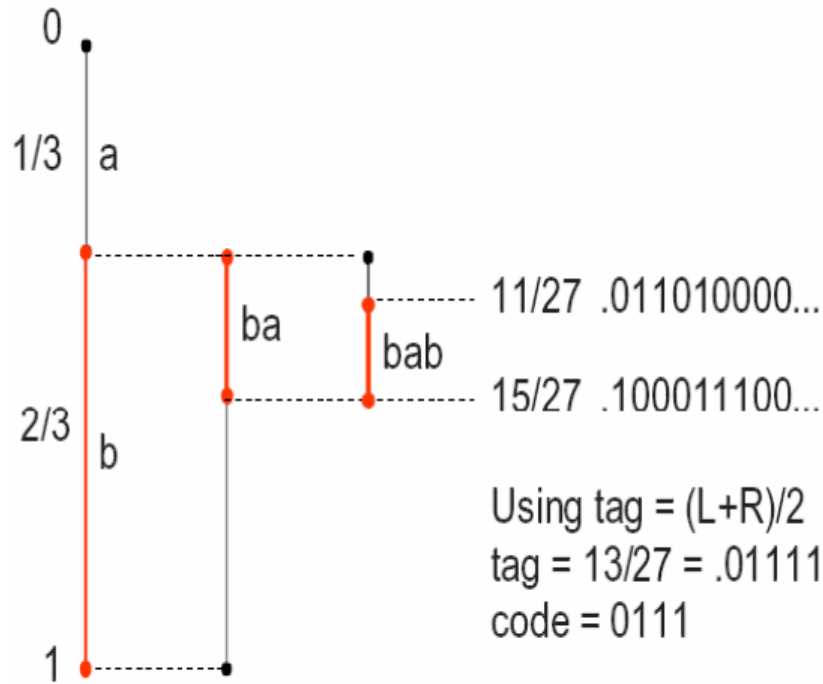 0
1/3 a
ba
bab
11/27 .011010000...
15/27 .100011100...
2/3 b
Using tag = (L+R)/2
tag = 13/27 = .01111
code = 0111
1